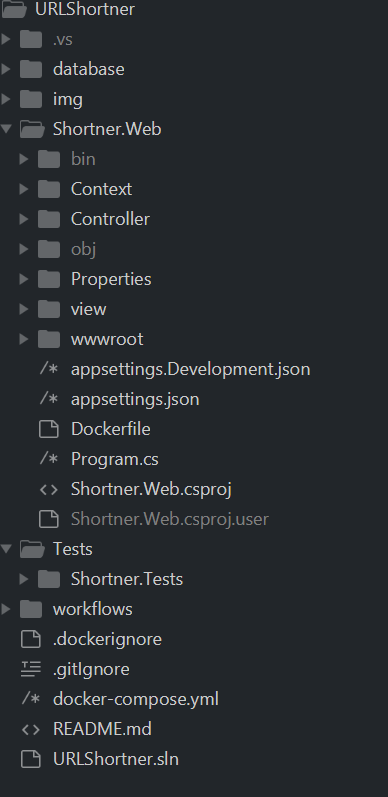 URLShortner
.vs
database
img
Shortner.Web
bin
Context
Controller
obj
Properties
view
wwwroot
appsettings.Development.json
appsettings.json
Dockerfile
Program.cs
Shortner.Web.csproj
Shortner.Web.csproj.user
Tests
Shortner.Tests
workflows
.dockerignore
.gitIgnore
docker-compose.yml
README.md
URLShortner.sln